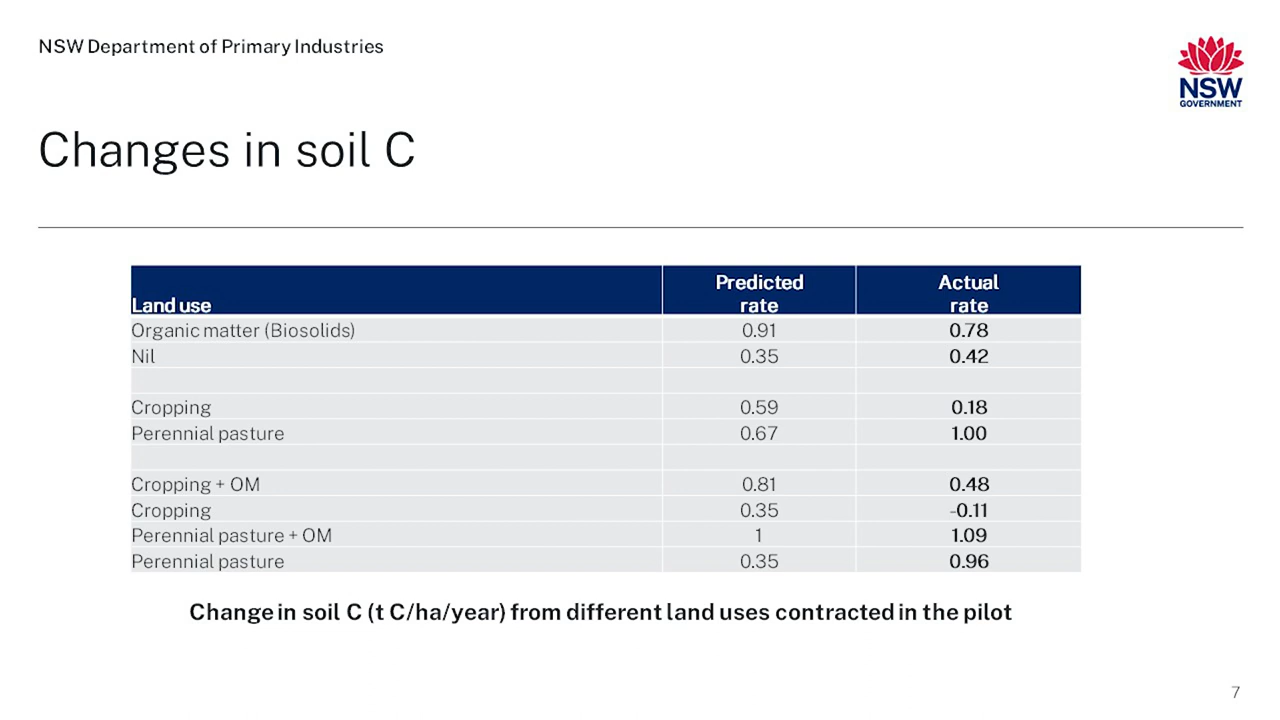 NSW Department of Primary Industries
NSW
GOVERNMENT
Changes in soil C
Land use Predicted rate Actual rate
Organic matter (Biosolids) 0.91 0.78
Nil 0.35 0.42
Cropping 0.59 0.18
Perennial pasture 0.67 1.00
Cropping + OM 0.81 0.48
Cropping 0.35 -0.11
Perennial pasture + OM 1 1.09
Perennial pasture 0.35 0.96
Change in soil C (t C/ha/year) from different land uses contracted in the pilot
7